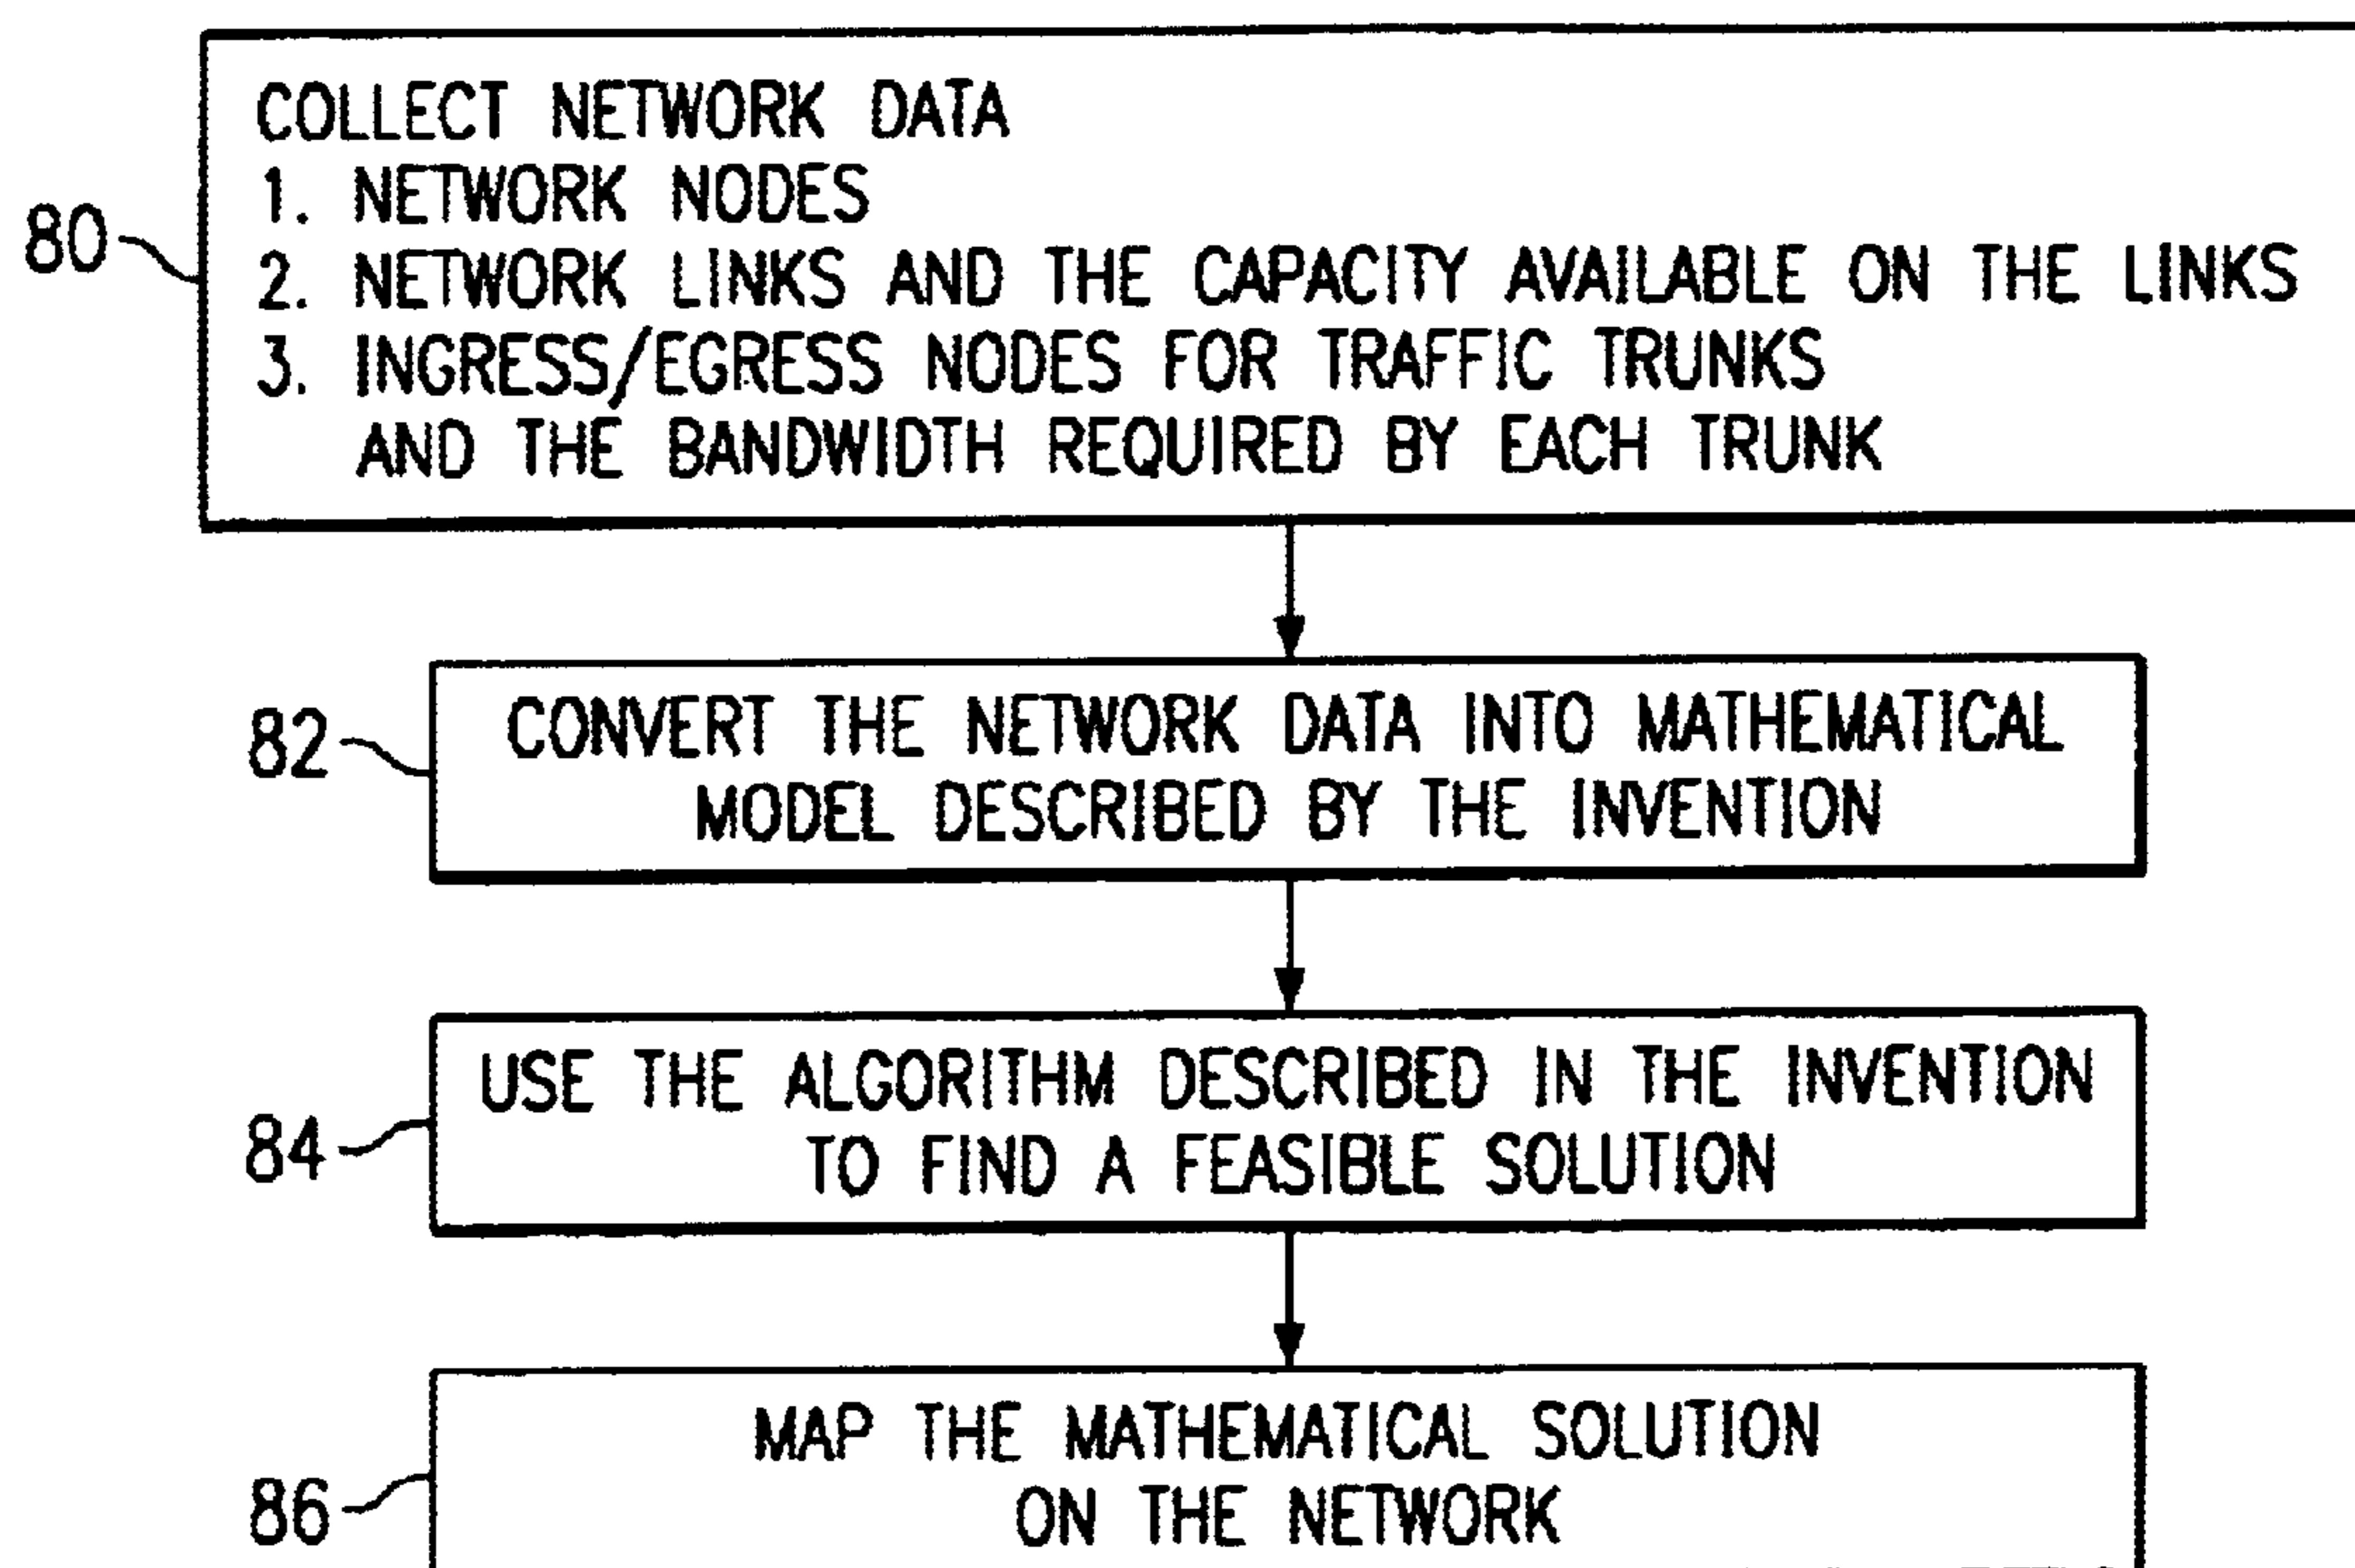 COLLECT NETWORK DATA
1. NETWORK NODES
80
2. NETWORK LINKS AND THE CAPACITY AVAILABLE ON THE LINKS
3. INGRESS/EGRESS NODES FOR TRAFFIC TRUNKS
AND THE BANDWIDTH REQUIRED BY EACH TRUNK
82
CONVERT THE NETWORK DATA INTO MATHEMATICAL
MODEL DESCRIBED BY THE INVENTION
84
USE THE ALGORITHM DESCRIBED IN THE INVENTION
TO FIND A FEASIBLE SOLUTION
86
MAP THE MATHEMATICAL SOLUTION
ON THE NETWORK